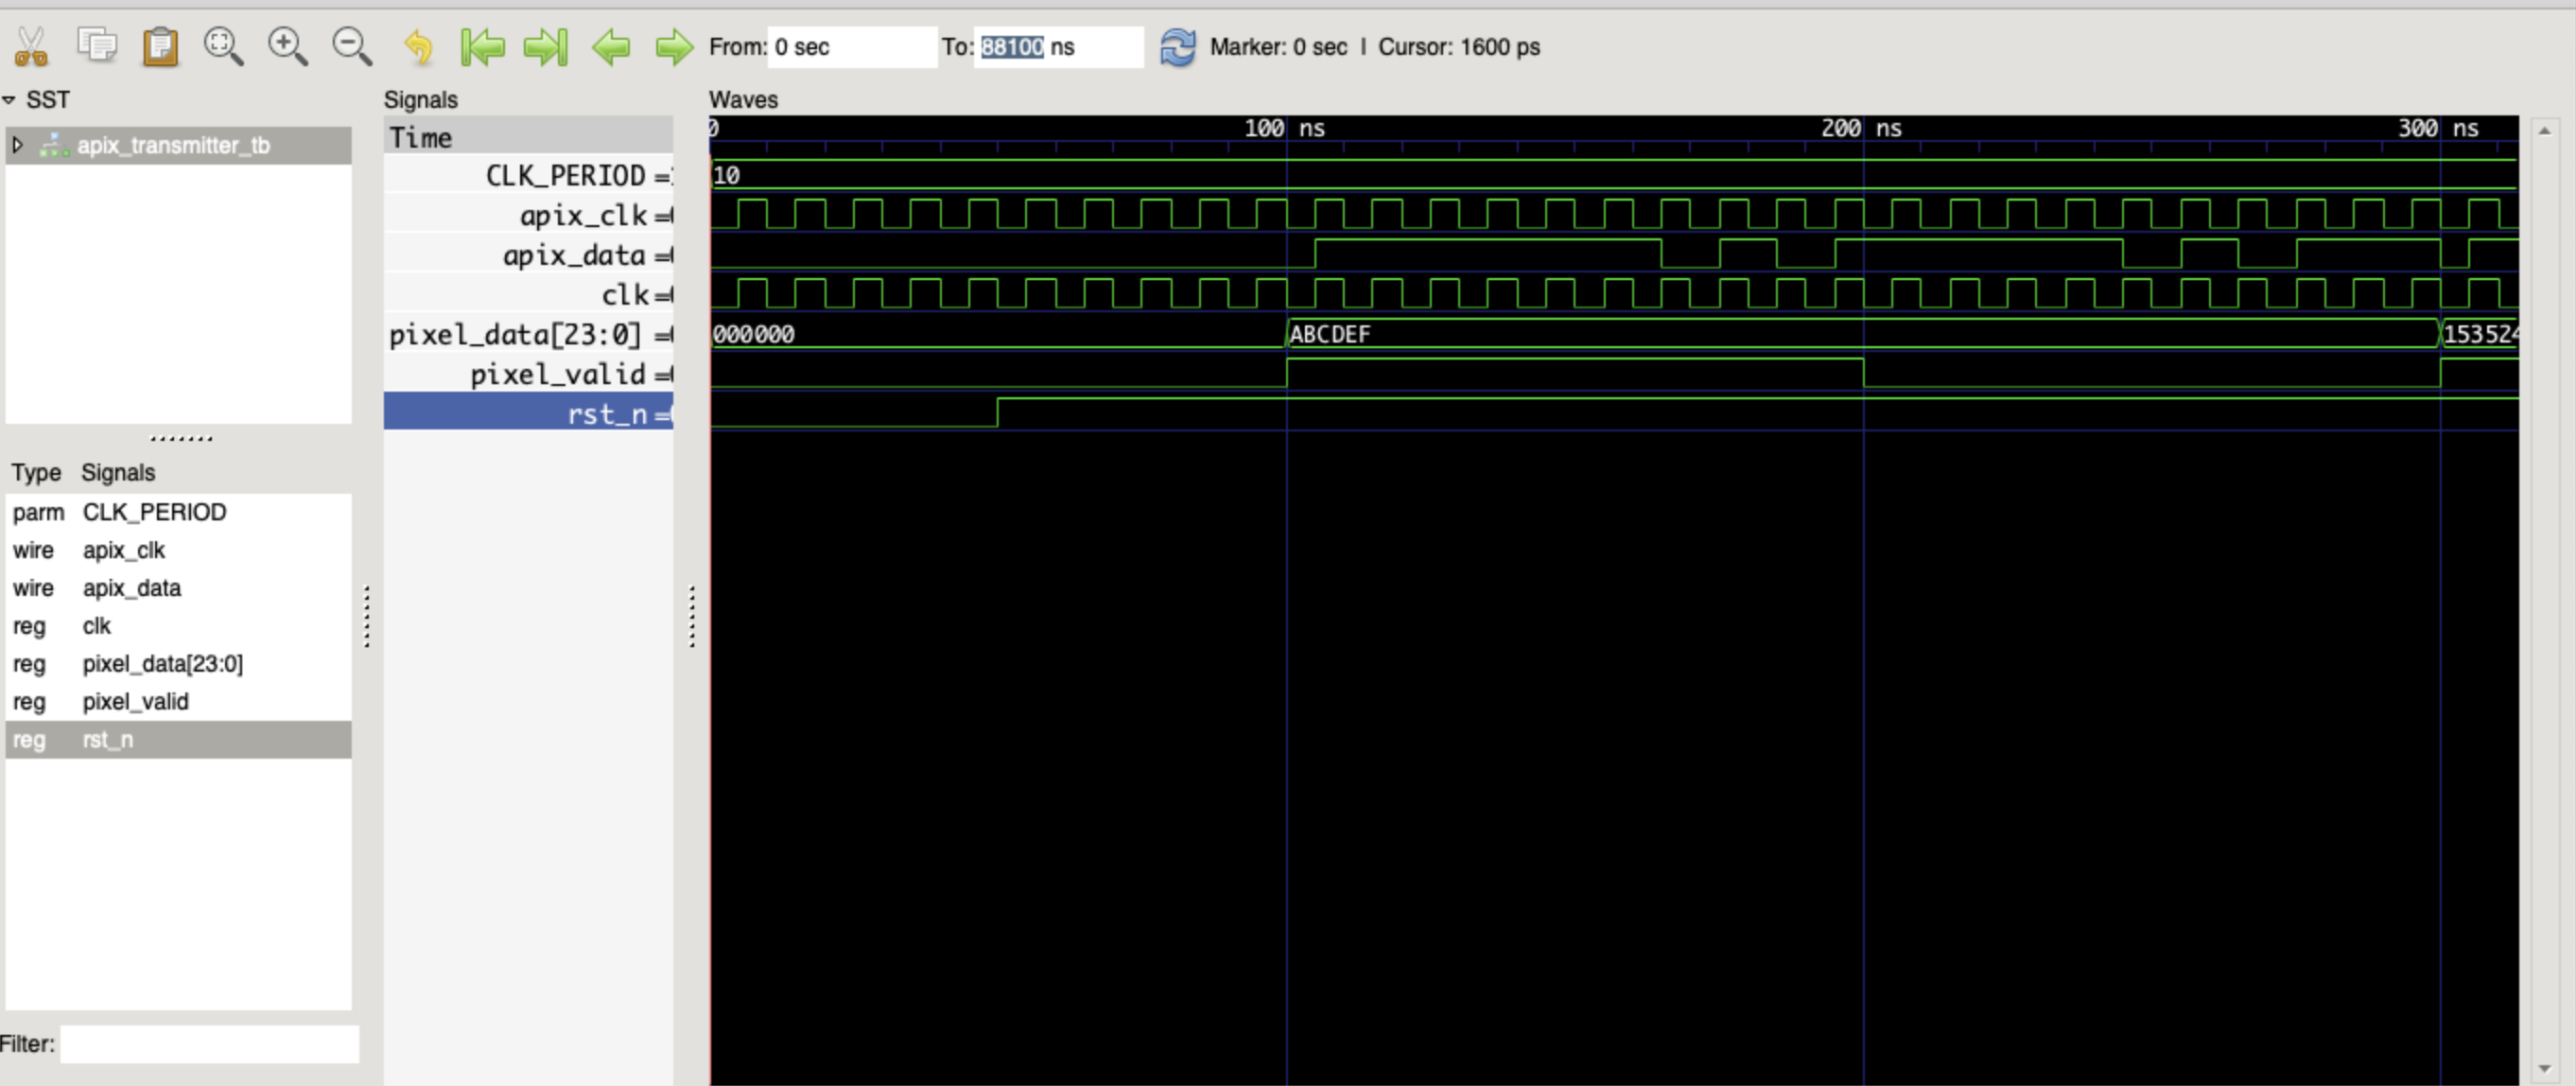 From: 0 sec To: 88100 ns Marker: 0 sec | Cursor: 1600 ps
SST
apix_transmitter_tb
Type Signals
parm CLK_PERIOD
wire apix_clk
wire apix_data
reg clk
reg pixel_data[23:0]
reg pixel_valid
reg rst_n
Filter:
Signals
Time
CLK_PERIOD =
apix_clk =
apix_data =
clk =
pixel_data[23:0] =
pixel_valid =
rst_n =
Waves
0 100 ns 200 ns 300 ns
10
000000 ABCDEF 153524